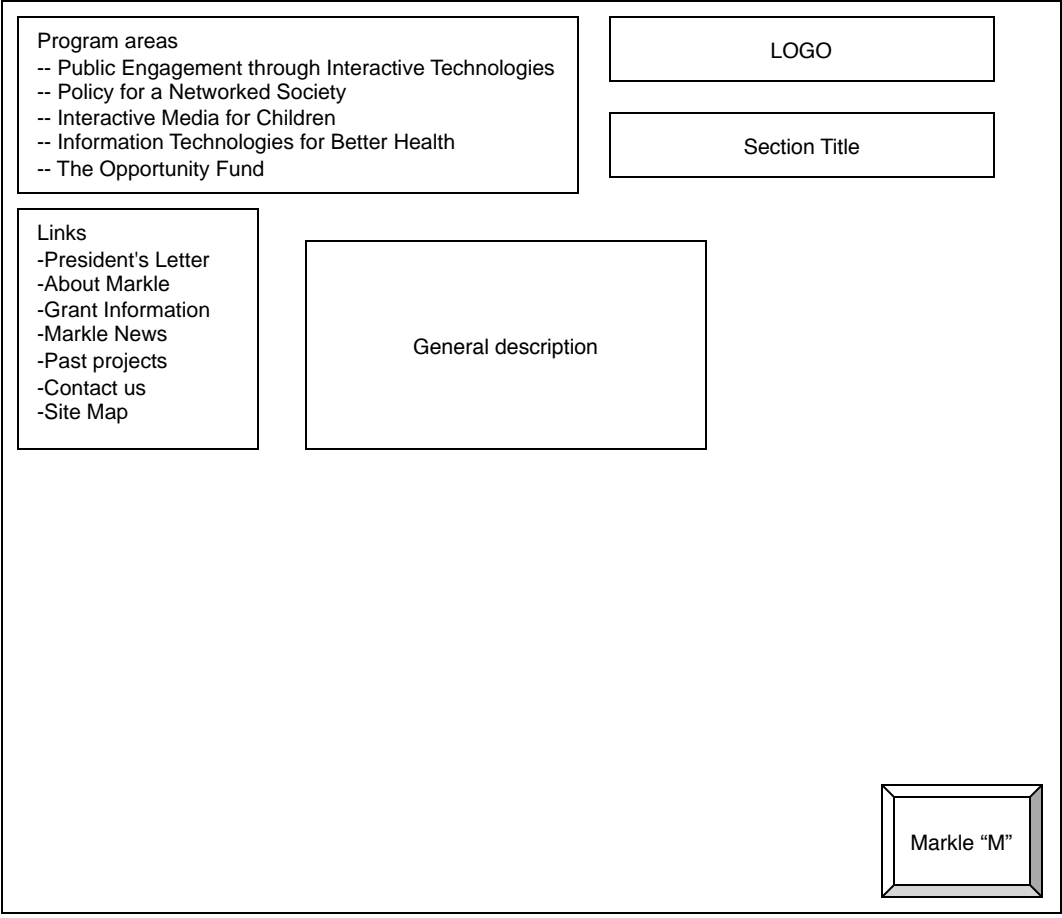 Program areas
-- Public Engagement through Interactive Technologies
-- Policy for a Networked Society
-- Interactive Media for Children
-- Information Technologies for Better Health
-- The Opportunity Fund
LOGO
Section Title
Links
-President's Letter
-About Markle
-Grant Information
-Markle News
-Past projects
-Contact us
-Site Map
General description
Markle “M”